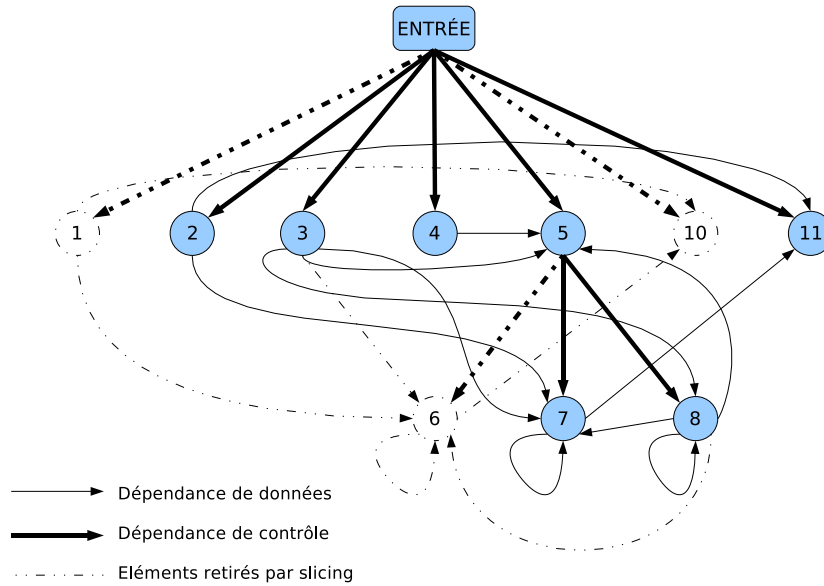 ENTRÉE
1
2
3
4
5
10
11
6
7
8
Dépendance de données
Dépendance de contrôle
Eléments retirés par slicing